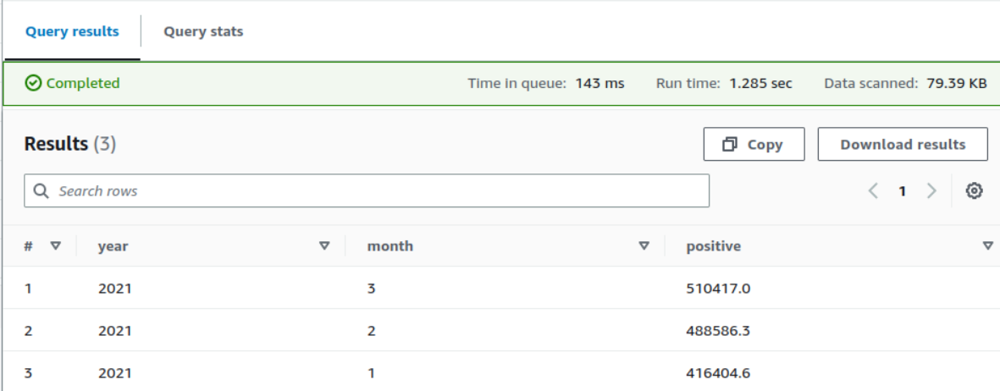 Query results Query stats
Completed Time in queue: 143 ms Run time: 1.285 sec Data scanned: 79.39 KB
Results (3) Copy Download results
Search rows 1
# year month positive
1 2021 3 510417.0
2 2021 2 488586.3
3 2021 1 416404.6